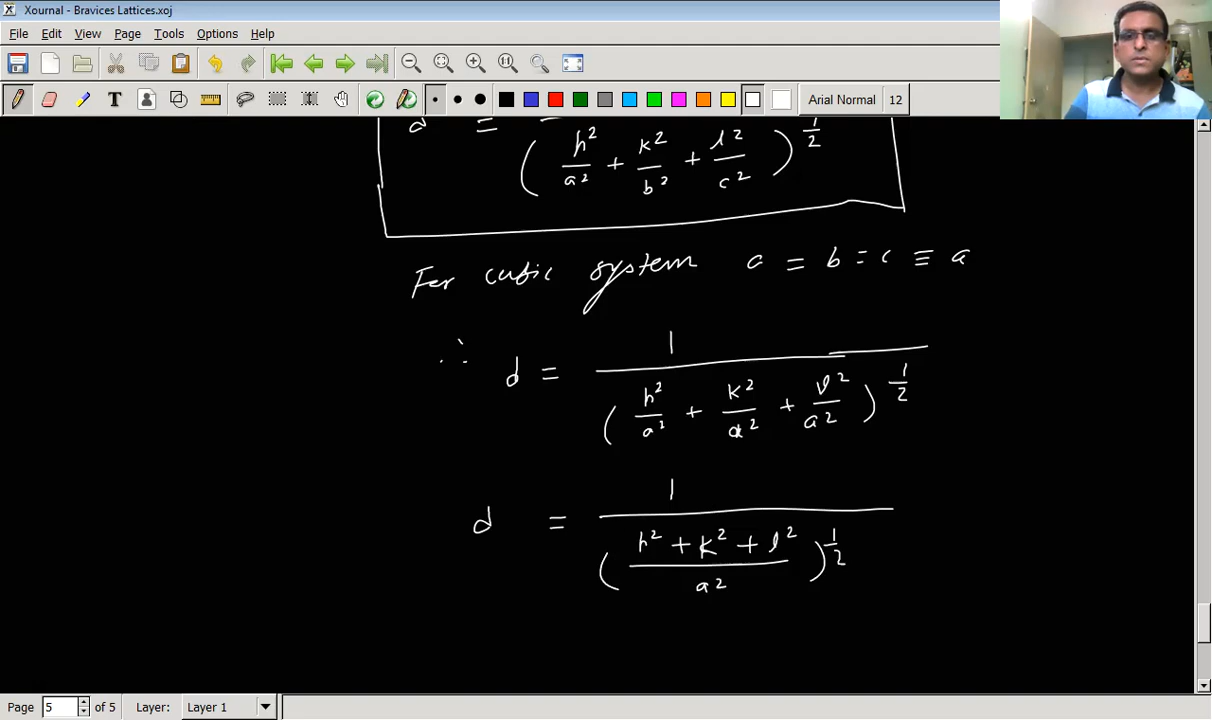 Xournal - Bravices Lattices.xoj
File Edit View Page Tools Options Help
Arial Normal 12
d = (h²/a² + k²/b² + l²/c²)^1/2
For cubic system a = b = c ≡ a
∴ d = 1/(h²/a² + k²/a² + l²/a²)^1/2
d = 1/((h² + k² + l²)/a²)^1/2
Page 5 of 5 Layer: Layer 1